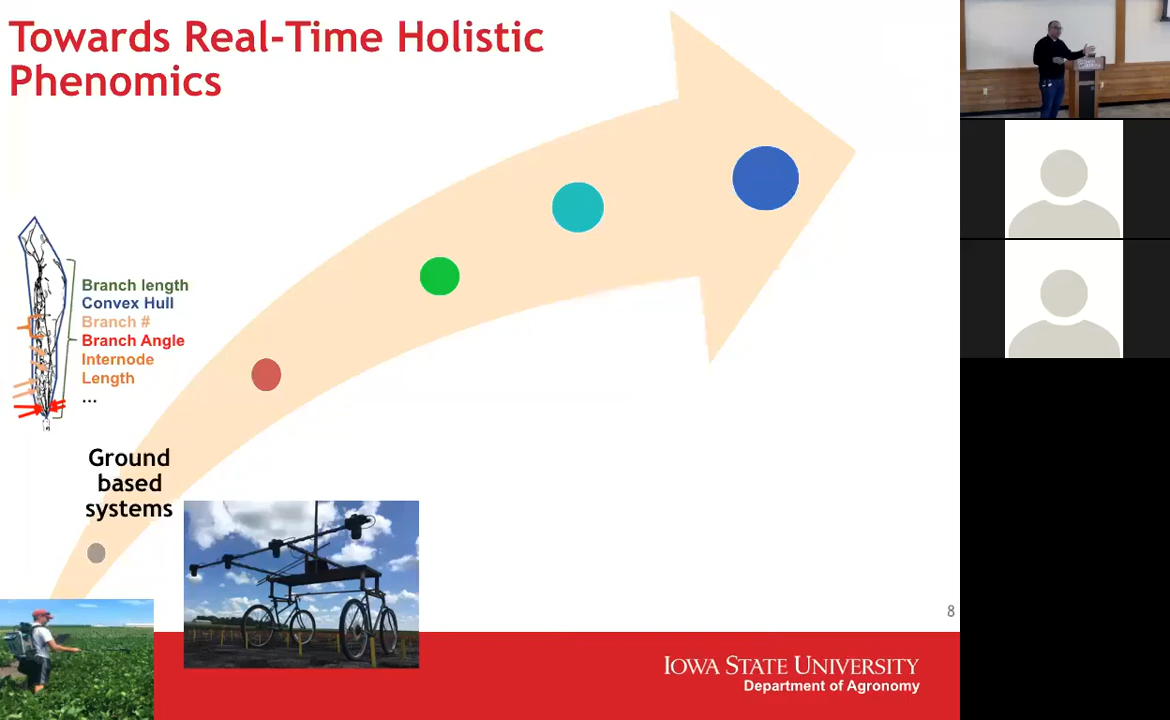 Towards Real-Time Holistic
Phenomics
Branch length
Convex Hull
Branch #
Branch Angle
Internode
Length
...
Ground
based
systems
8
IOWA STATE UNIVERSITY
Department of Agronomy